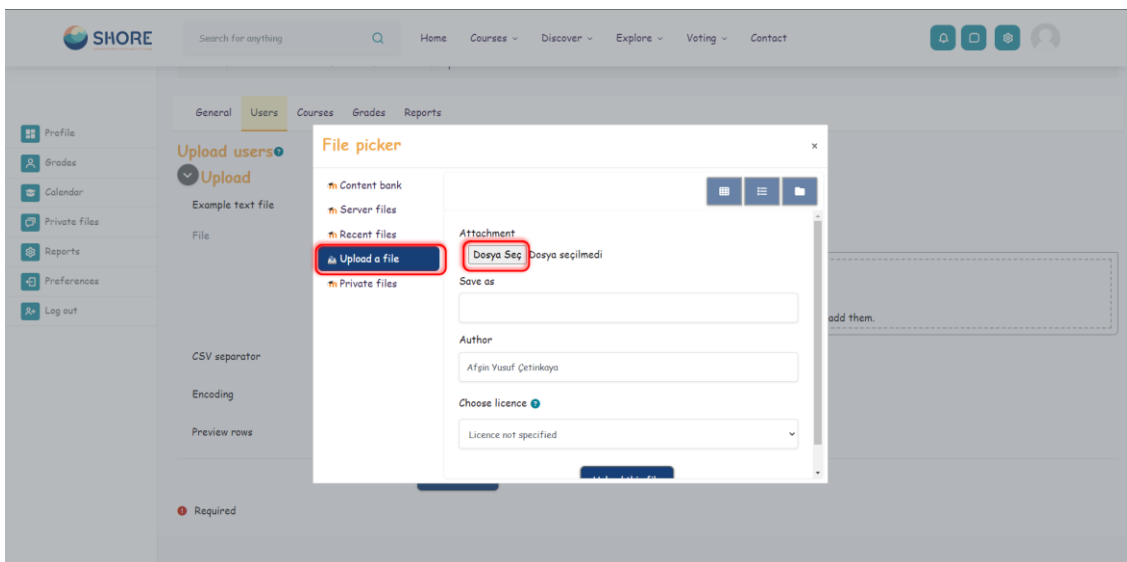 SHORE
Search for anything
Home
Courses
Discover
Explore
Voting
Contact
General
Users
Courses
Grades
Reports
Profile
Grades
Calendar
Private files
Reports
Preferences
Log out
Upload users
Upload
Example text file
File
CSV separator
Encoding
Preview rows
Required
File picker
×
Content bank
Server files
Recent files
Upload a file
Private files
Attachment
Dosya Seç Dosya seçilmedi
Save as
Author
Afşin Yusuf Çetinkaya
Choose licence
Licence not specified
add them.